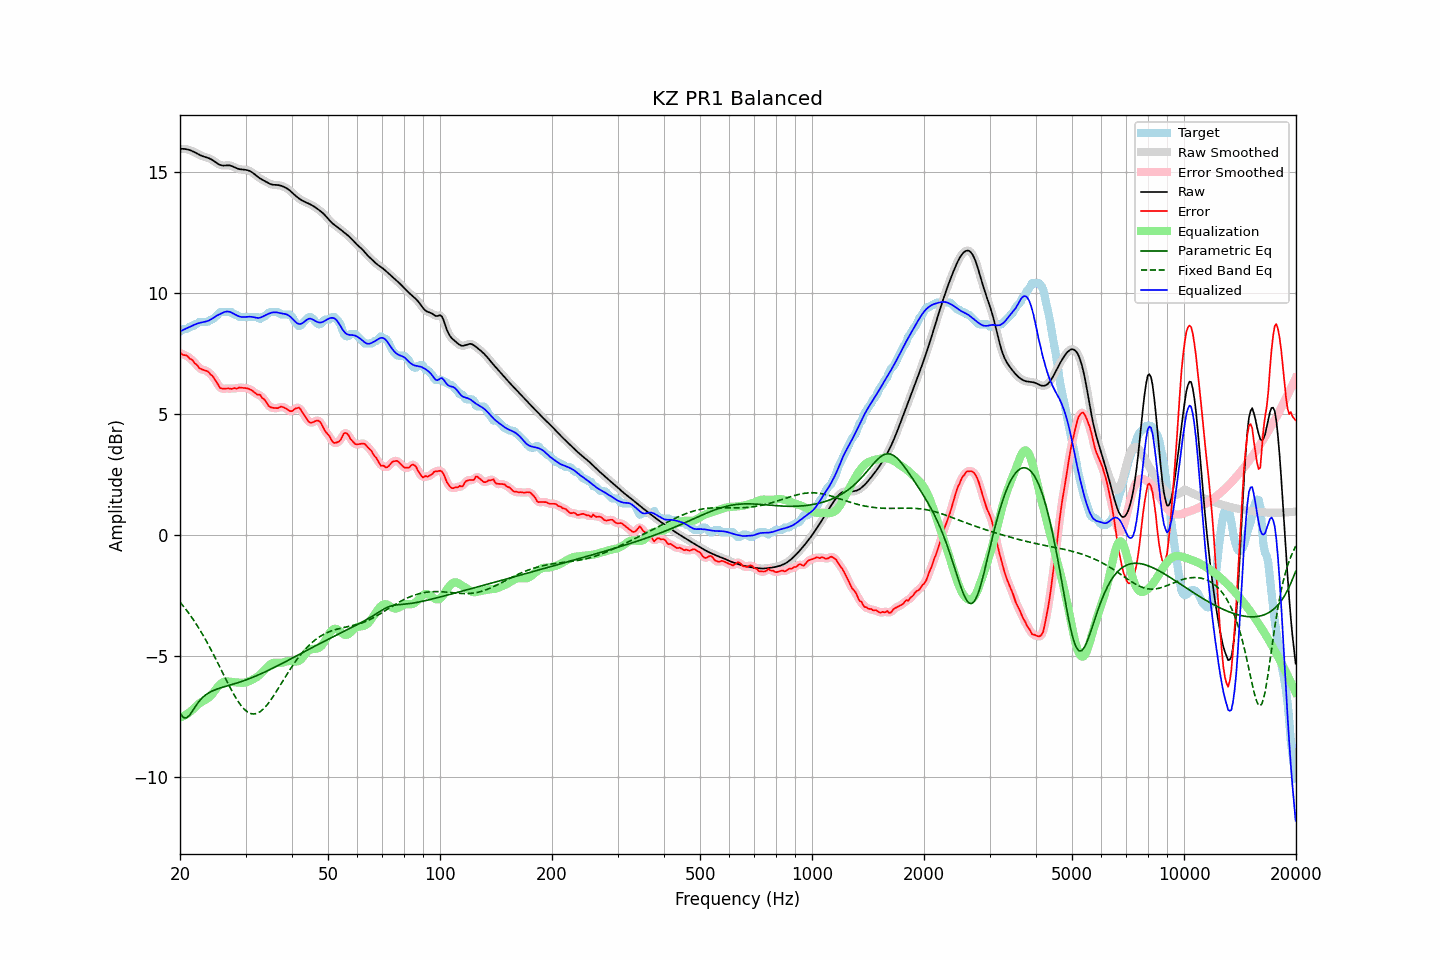 KZ PR1 Balanced
Amplitude (dBr)
15
10
5
0
−5
−10
Target
Raw Smoothed
Error Smoothed
Raw
Error
Equalization
Parametric Eq
Fixed Band Eq
Equalized
20 50 100 200 500 1000 2000 5000 10000 20000
Frequency (Hz)